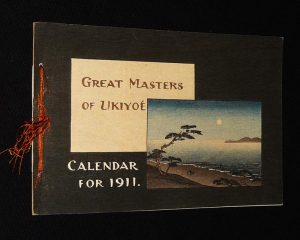 GREAT MASTERS
OF UKIYOÉ
CALENDAR
FOR 1911.